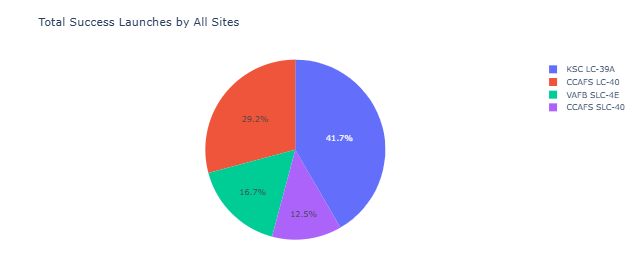 Total Success Launches by All Sites
KSC LC-39A
CCAFS LC-40
VAFB SLC-4E
CCAFS SLC-40
29.2%
41.7%
16.7%
12.5%